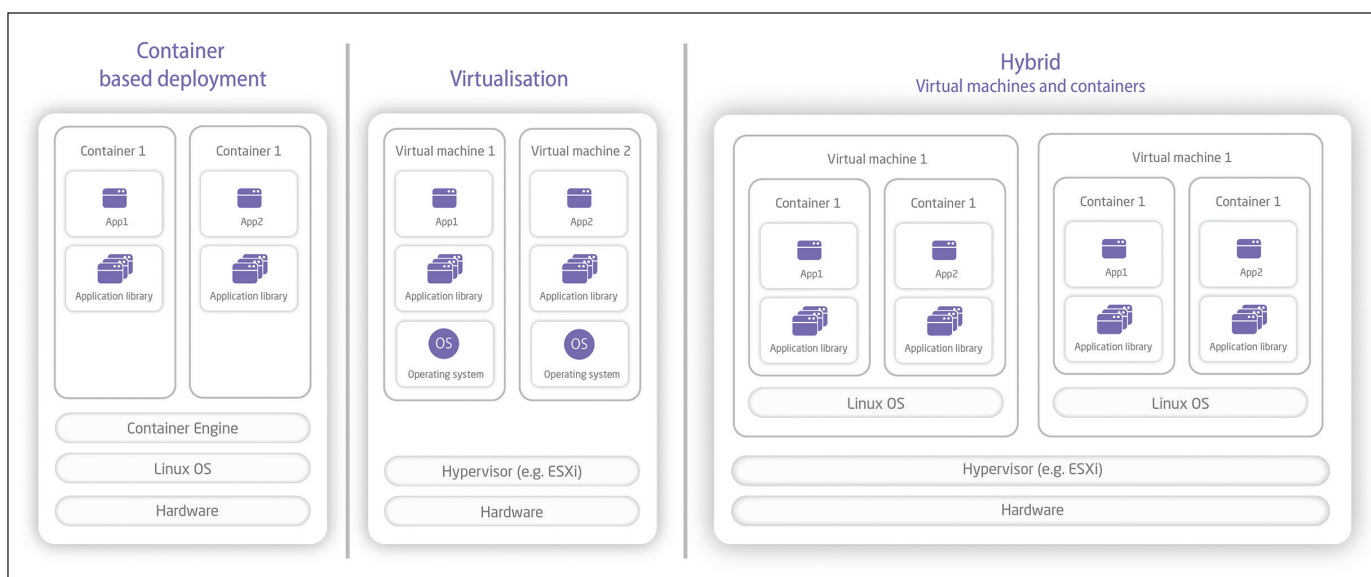 Container
based deployment
Container 1
App1
Application library
Container 1
App2
Application library
Container Engine
Linux OS
Hardware
Virtualisation
Virtual machine 1
App1
Application library
OS
Operating system
Virtual machine 2
App2
Application library
OS
Operating system
Hypervisor (e.g. ESXi)
Hardware
Hybrid
Virtual machines and containers
Virtual machine 1
Container 1
App1
Application library
Container 1
App2
Application library
Linux OS
Virtual machine 1
Container 1
App1
Application library
Container 1
App2
Application library
Linux OS
Hypervisor (e.g. ESXi)
Hardware